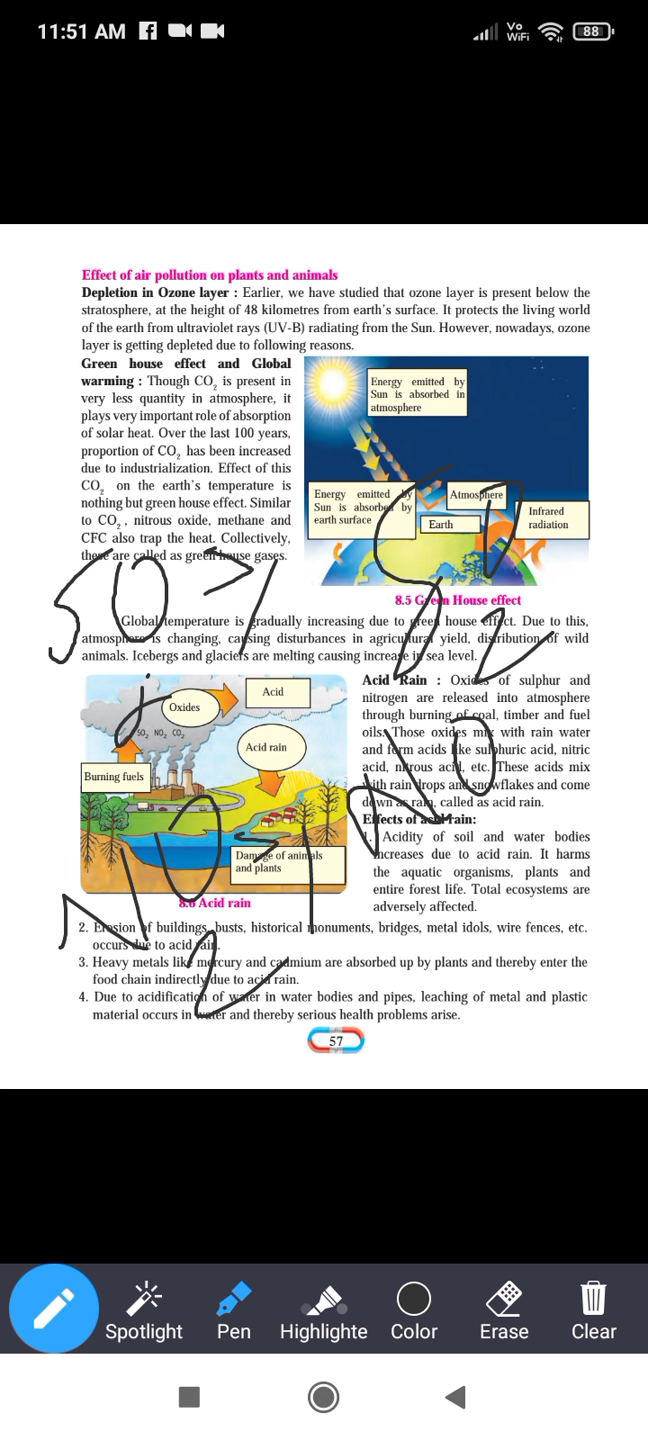 11:51 AM
Vo
WiFi
88
Effect of air pollution on plants and animals
Depletion in Ozone layer : Earlier, we have studied that ozone layer is present below the
stratosphere, at the height of 48 kilometres from earth's surface. It protects the living world
of the earth from ultraviolet rays (UV-B) radiating from the Sun. However, nowadays, ozone
layer is getting depleted due to following reasons.
Green house effect and Global
warming : Though CO₂ is present in
very less quantity in atmosphere, it
plays very important role of absorption
of solar heat. Over the last 100 years,
proportion of CO₂ has been increased
due to industrialization. Effect of this
CO₂ on the earth's temperature is
nothing but green house effect. Similar
to CO₂, nitrous oxide, methane and
CFC also trap the heat. Collectively,
these are called as green house gases.
Energy emitted by
Sun is absorbed in
atmosphere
Energy emitted by
Sun is absorbed by
earth surface
Atmosphere
Earth
Infrared
radiation
8.5 Green House effect
Global temperature is gradually increasing due to green house effect. Due to this,
atmosphere is changing, causing disturbances in agricultural yield, distribution of wild
animals. Icebergs and glaciers are melting causing increase in sea level.
Oxides
Acid
SO₂ NO₂ CO₂
Acid rain
Burning fuels
Damage of animals
and plants
8.6 Acid rain
Acid Rain : Oxides of sulphur and
nitrogen are released into atmosphere
through burning of coal, timber and fuel
oils. Those oxides mix with rain water
and form acids like sulphuric acid, nitric
acid, nitrous acid, etc. These acids mix
with rain drops and snowflakes and come
down as rain, called as acid rain.
Effects of acid rain:
1. Acidity of soil and water bodies
increases due to acid rain. It harms
the aquatic organisms, plants and
entire forest life. Total ecosystems are
adversely affected.
2. Erosion of buildings, busts, historical monuments, bridges, metal idols, wire fences, etc.
occurs due to acid rain.
3. Heavy metals like mercury and cadmium are absorbed up by plants and thereby enter the
food chain indirectly due to acid rain.
4. Due to acidification of water in water bodies and pipes, leaching of metal and plastic
material occurs in water and thereby serious health problems arise.
57
NO
2
Spotlight
Pen
Highlighte
Color
Erase
Clear